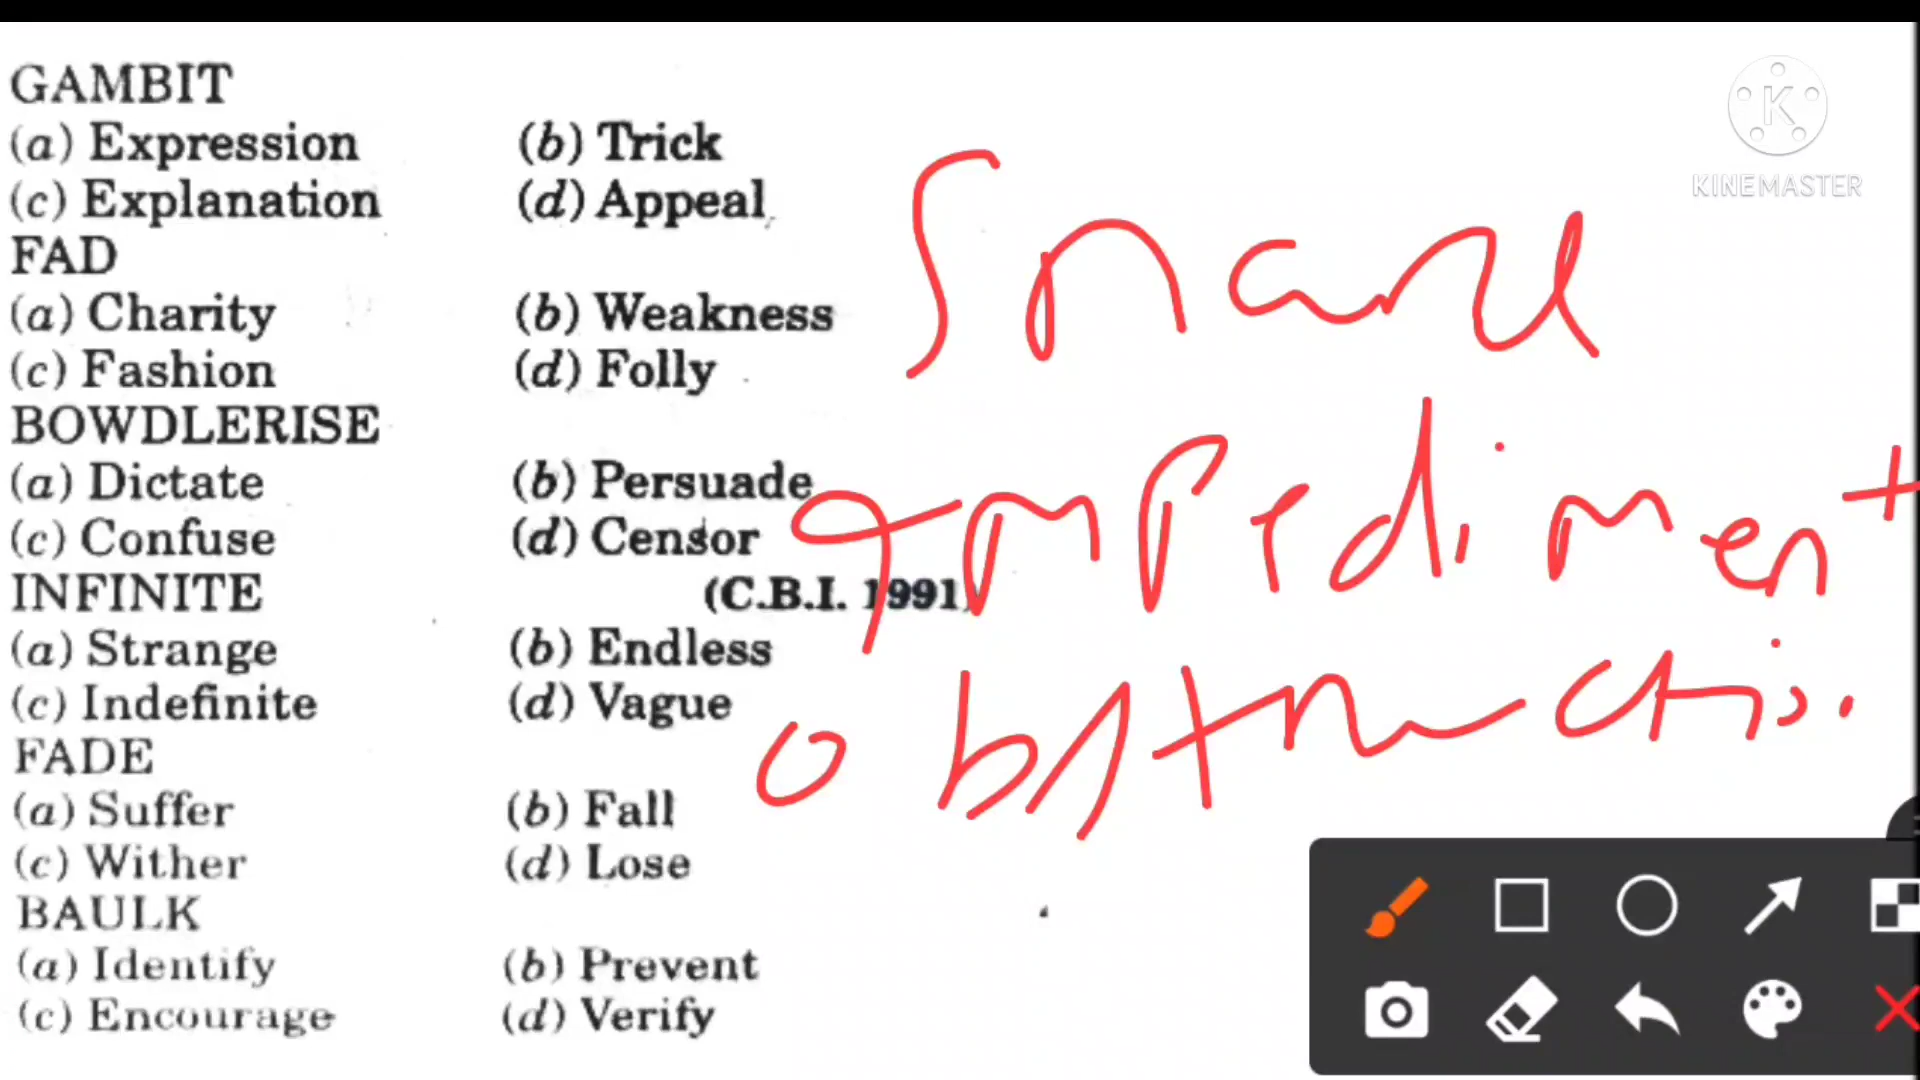 GAMBIT
(a) Expression (b) Trick
(c) Explanation (d) Appeal
FAD
(a) Charity (b) Weakness
(c) Fashion (d) Folly
BOWDLERISE
(a) Dictate (b) Persuade
(c) Confuse (d) Censor
INFINITE (C.B.I. 1991)
(a) Strange (b) Endless
(c) Indefinite (d) Vague
FADE
(a) Suffer (b) Fall
(c) Wither (d) Lose
BAULK
(a) Identify (b) Prevent
(c) Encourage (d) Verify
Snare
Impediment
K
KINEMASTER